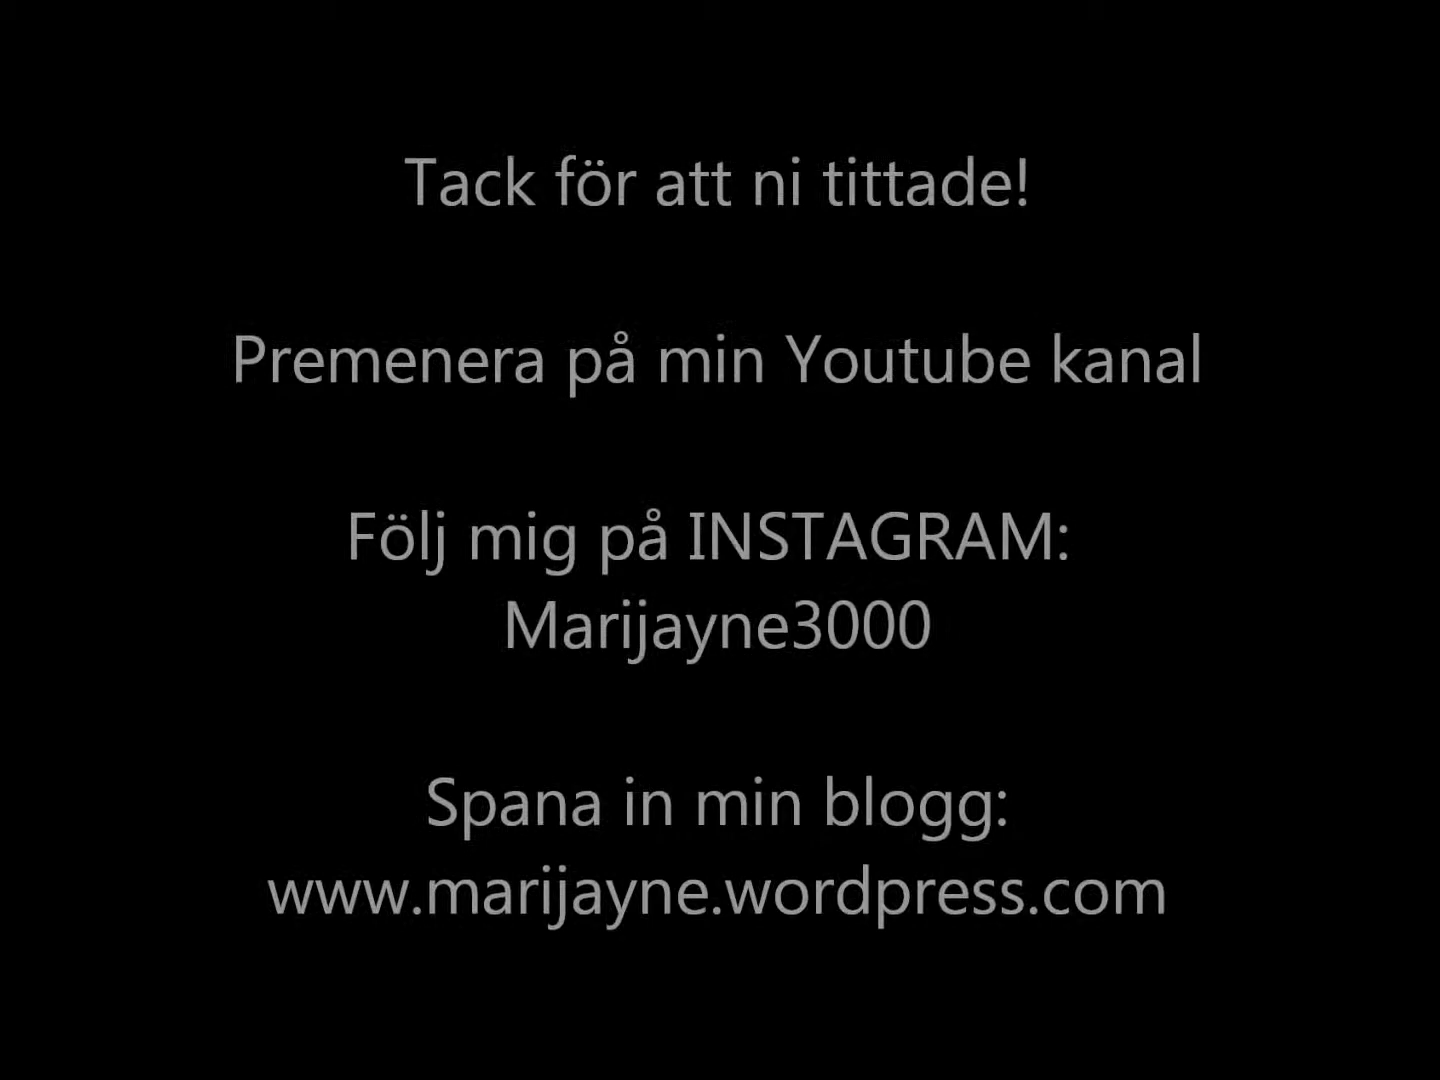 Tack för att ni tittade!
Premenera på min Youtube kanal
Följ mig på INSTAGRAM:
Marijayne3000
Spana in min blogg:
www.marijayne.wordpress.com